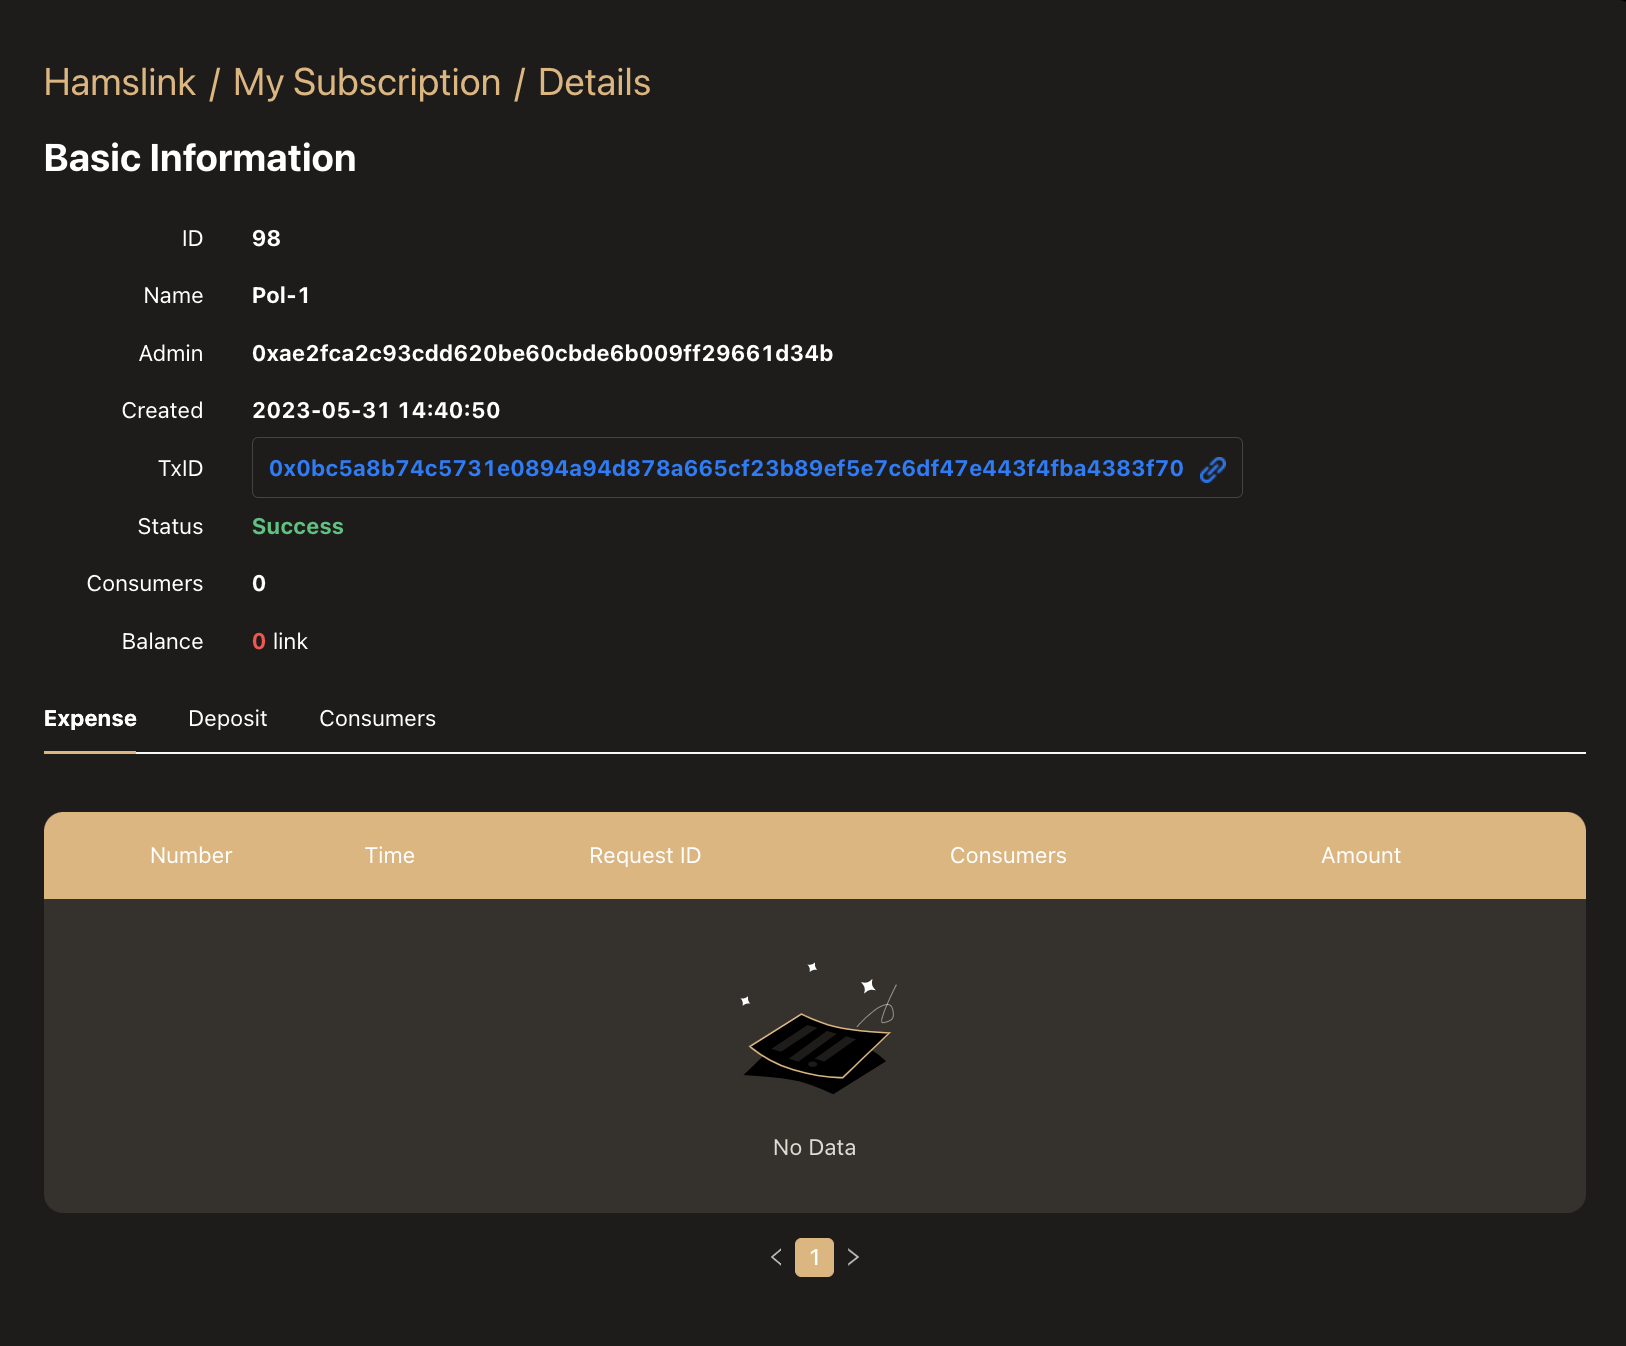 Hamslink / My Subscription / Details
Basic Information
ID 98
Name Pol-1
Admin 0xae2fca2c93cdd620be60cbde6b009ff29661d34b
Created 2023-05-31 14:40:50
TxID 0x0bc5a8b74c5731e0894a94d878a665cf23b89ef5e7c6df47e443f4fba4383f70
Status Success
Consumers 0
Balance 0 link
Expense Deposit Consumers
Number Time Request ID Consumers Amount
No Data
< 1 >